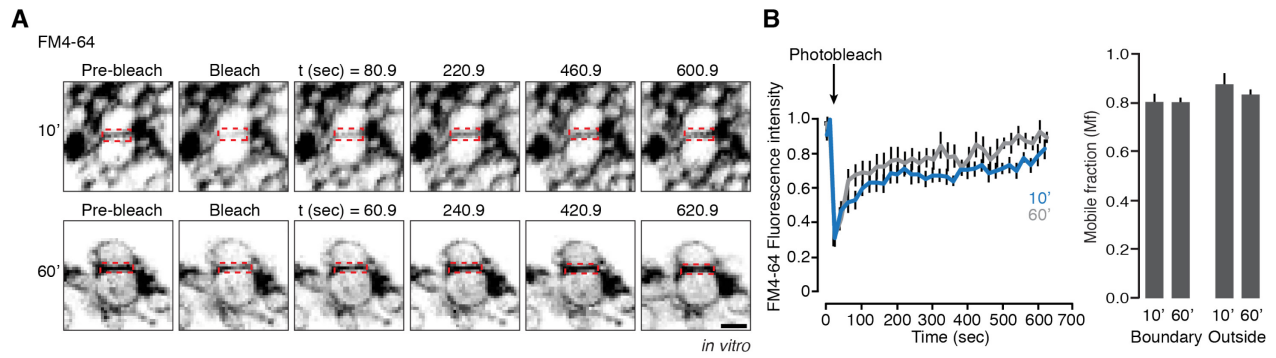 A
FM4-64
Pre-bleach Bleach t (sec) = 80.9 220.9 460.9 600.9
10’
Pre-bleach Bleach t (sec) = 60.9 240.9 420.9 620.9
60’
in vitro
B
Photobleach
FM4-64 Fluorescence intensity
1.0
0.8
0.6
0.4
0.2
0
10’
60’
0 100 200 300 400 500 600 700
Time (sec)
Mobile fraction (Mf)
1.0
0.8
0.6
0.4
0.2
0.0
10’ 60’ 10’ 60’
Boundary Outside